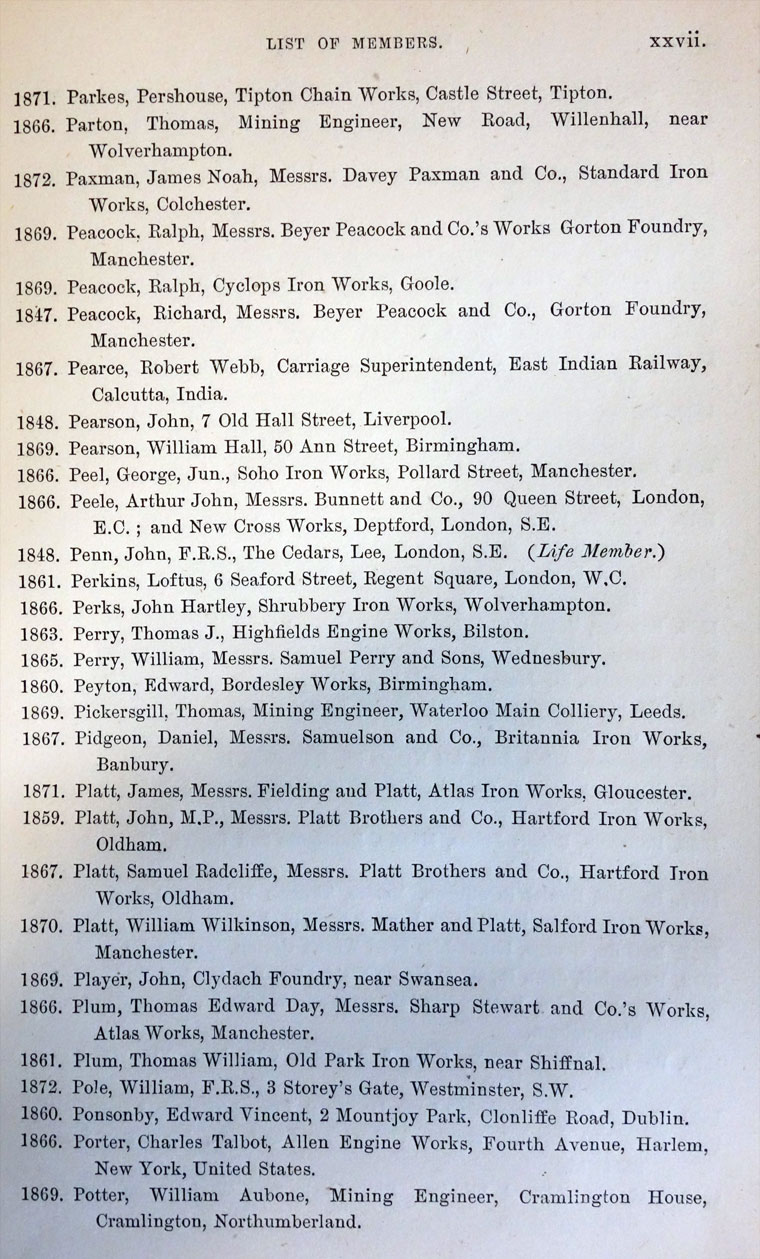 LIST OF MEMBERS. xxvii.
1871. Parkes, Pershouse, Tipton Chain Works, Castle Street, Tipton.
1866. Parton, Thomas, Mining Engineer, New Road, Willenhall, near
Wolverhampton.
1872. Paxman, James Noah, Messrs. Davey Paxman and Co., Standard Iron
Works, Colchester.
1869. Peacock, Ralph, Messrs. Beyer Peacock and Co.'s Works Gorton Foundry,
Manchester.
1869. Peacock, Ralph, Cyclops Iron Works, Goole.
1847. Peacock, Richard, Messrs. Beyer Peacock and Co., Gorton Foundry,
Manchester.
1867. Pearce, Robert Webb, Carriage Superintendent, East Indian Railway,
Calcutta, India.
1848. Pearson, John, 7 Old Hall Street, Liverpool.
1869. Pearson, William Hall, 50 Ann Street, Birmingham.
1866. Peel, George, Jun., Soho Iron Works, Pollard Street, Manchester.
1866. Peele, Arthur John, Messrs. Bunnett and Co., 90 Queen Street, London,
E.C. ; and New Cross Works, Deptford, London, S.E.
1848. Penn, John, F.R.S., The Cedars, Lee, London, S.E. (Life Member.)
1861. Perkins, Loftus, 6 Seaford Street, Regent Square, London, W.C.
1866. Perks, John Hartley, Shrubbery Iron Works, Wolverhampton.
1863. Perry, Thomas J., Highfields Engine Works, Bilston.
1865. Perry, William, Messrs. Samuel Perry and Sons, Wednesbury.
1860. Peyton, Edward, Bordesley Works, Birmingham.
1869. Pickersgill, Thomas, Mining Engineer, Waterloo Main Colliery, Leeds.
1867. Pidgeon, Daniel, Messrs. Samuelson and Co., Britannia Iron Works,
Banbury.
1871. Platt, James, Messrs. Fielding and Platt, Atlas Iron Works, Gloucester.
1859. Platt, John, M.P., Messrs. Platt Brothers and Co., Hartford Iron Works,
Oldham.
1867. Platt, Samuel Radcliffe, Messrs. Platt Brothers and Co., Hartford Iron
Works, Oldham.
1870. Platt, William Wilkinson, Messrs. Mather and Platt, Salford Iron Works,
Manchester.
1869. Player, John, Clydach Foundry, near Swansea.
1866. Plum, Thomas Edward Day, Messrs. Sharp Stewart and Co.'s Works,
Atlas Works, Manchester.
1861. Plum, Thomas William, Old Park Iron Works, near Shiffnal.
1872. Pole, William, F.R.S., 3 Storey's Gate, Westminster, S.W.
1860. Ponsonby, Edward Vincent, 2 Mountjoy Park, Clonliffe Road, Dublin.
1866. Porter, Charles Talbot, Allen Engine Works, Fourth Avenue, Harlem,
New York, United States.
1869. Potter, William Aubone, Mining Engineer, Cramlington House,
Cramlington, Northumberland.